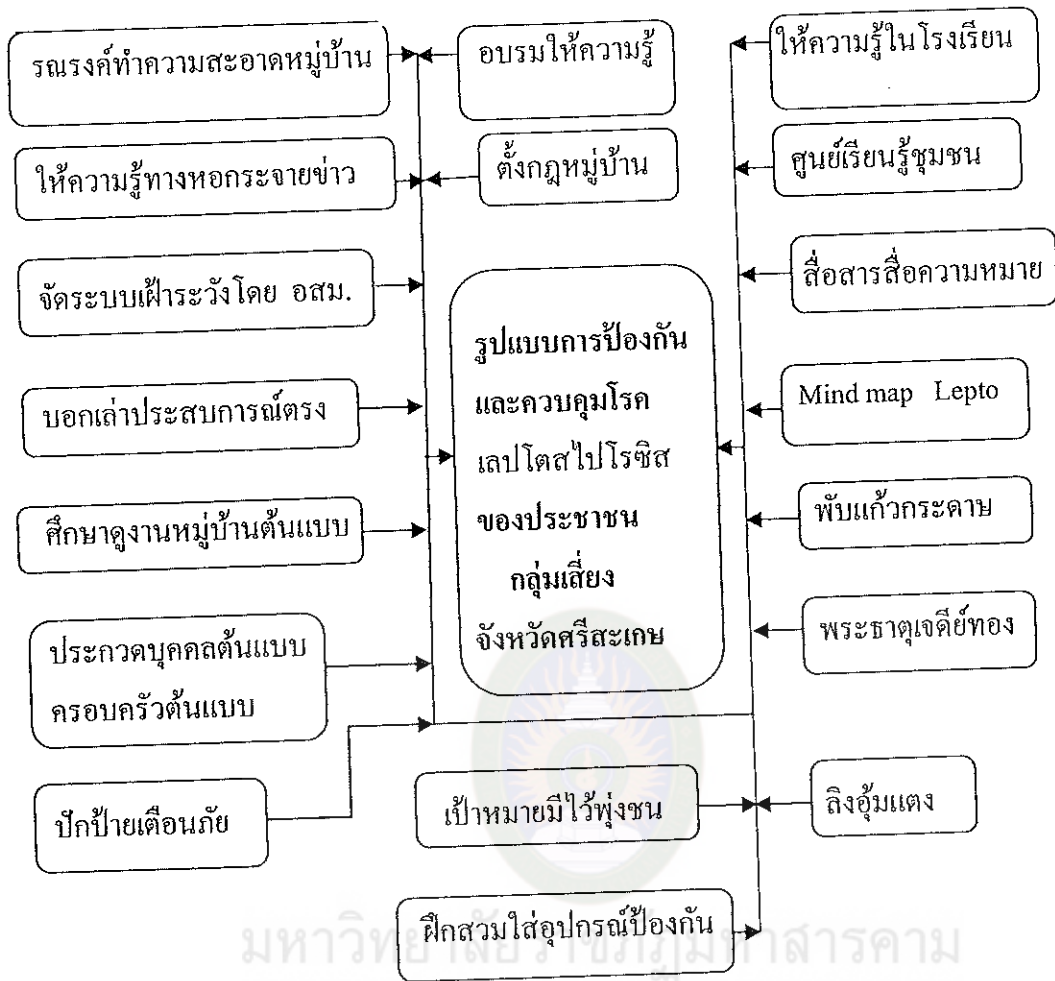 รณรงค์ทำความสะอาดหมู่บ้าน
อบรมให้ความรู้
ให้ความรู้ในโรงเรียน
ให้ความรู้ทางหอกระจายข่าว
ตั้งกฎหมู่บ้าน
ศูนย์เรียนรู้ชุมชน
จัดระบบเฝ้าระวังโดย อสม.
สื่อสารสื่อความหมาย
รูปแบบการป้องกัน
และควบคุมโรค
เลปโตสไปโรซิส
ของประชาชน
กลุ่มเสี่ยง
จังหวัดศรีสะเกษ
บอกเล่าประสบการณ์ตรง
Mind map Lepto
ศึกษาดูงานหมู่บ้านต้นแบบ
พับแก้วกระดาษ
ประกวดบุคคลต้นแบบ
ครอบครัวต้นแบบ
พระธาตุเจดีย์ทอง
ปักป้ายเตือนภัย
เป้าหมายมีไว้พุ่งชน
ลิงอุ้มแตง
ฝึกสวมใส่อุปกรณ์ป้องกัน
มหาวิทยาลัยราชภัฏมหาสารคาม